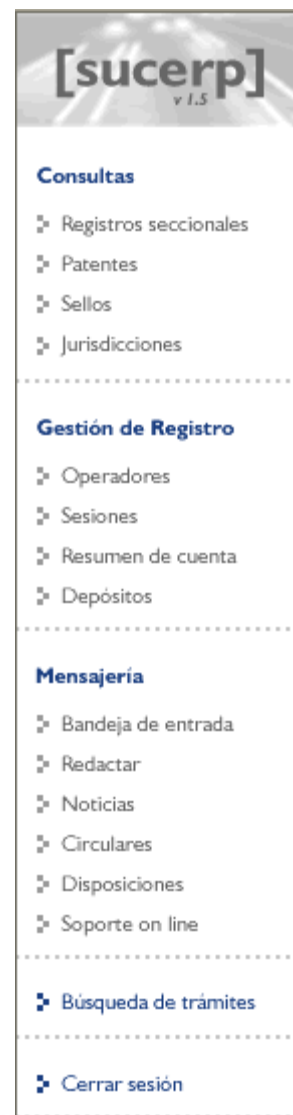 [sucerp]
v 1.5
Consultas
Registros seccionales
Patentes
Sellos
Jurisdicciones
Gestión de Registro
Operadores
Sesiones
Resumen de cuenta
Depósitos
Mensajería
Bandeja de entrada
Redactar
Noticias
Circulares
Disposiciones
Soporte on line
Búsqueda de trámites
Cerrar sesión